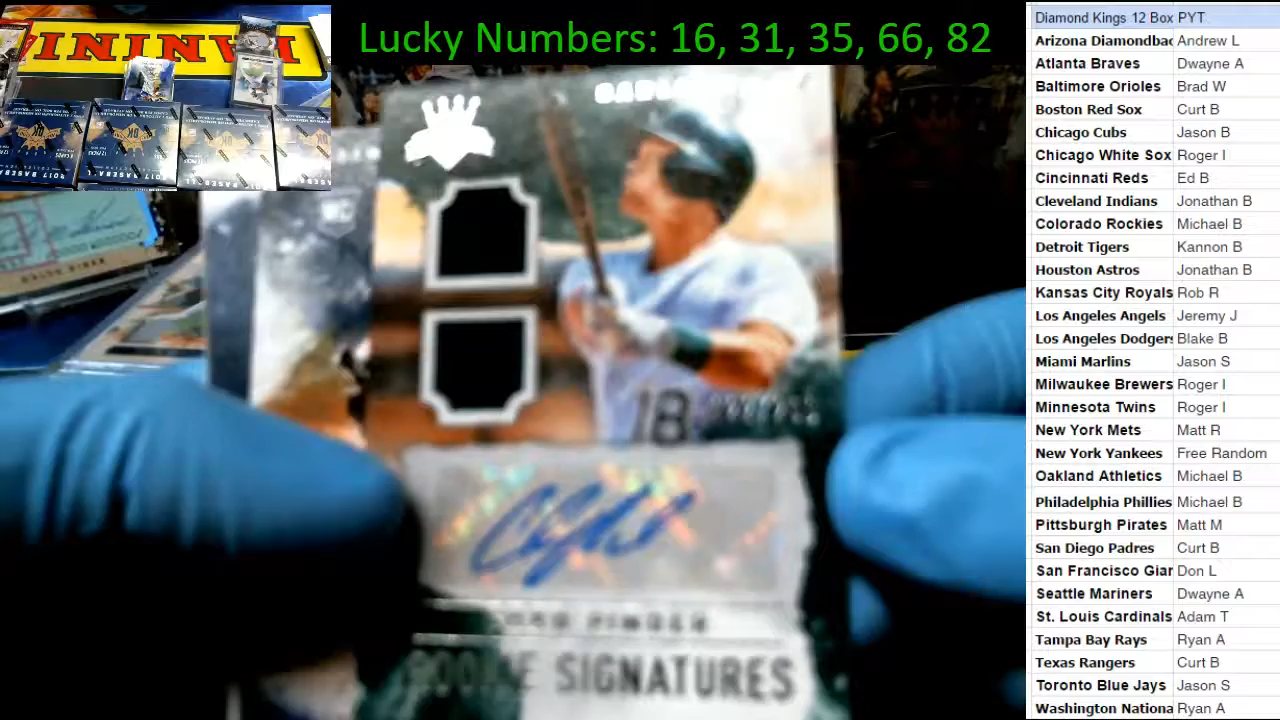 Lucky Numbers: 16, 31, 35, 66, 82
PANINI
18
ROOKIE SIGNATURES
Diamond Kings 12 Box PYT
Arizona Diamondbac Andrew L
Atlanta Braves Dwayne A
Baltimore Orioles Brad W
Boston Red Sox Curt B
Chicago Cubs Jason B
Chicago White Sox Roger I
Cincinnati Reds Ed B
Cleveland Indians Jonathan B
Colorado Rockies Michael B
Detroit Tigers Kannon B
Houston Astros Jonathan B
Kansas City Royals Rob R
Los Angeles Angels Jeremy J
Los Angeles Dodgers Blake B
Miami Marlins Jason S
Milwaukee Brewers Roger I
Minnesota Twins Roger I
New York Mets Matt R
New York Yankees Free Random
Oakland Athletics Michael B
Philadelphia Phillies Michael B
Pittsburgh Pirates Matt M
San Diego Padres Curt B
San Francisco Gian Don L
Seattle Mariners Dwayne A
St. Louis Cardinals Adam T
Tampa Bay Rays Ryan A
Texas Rangers Curt B
Toronto Blue Jays Jason S
Washington Nationa Ryan A